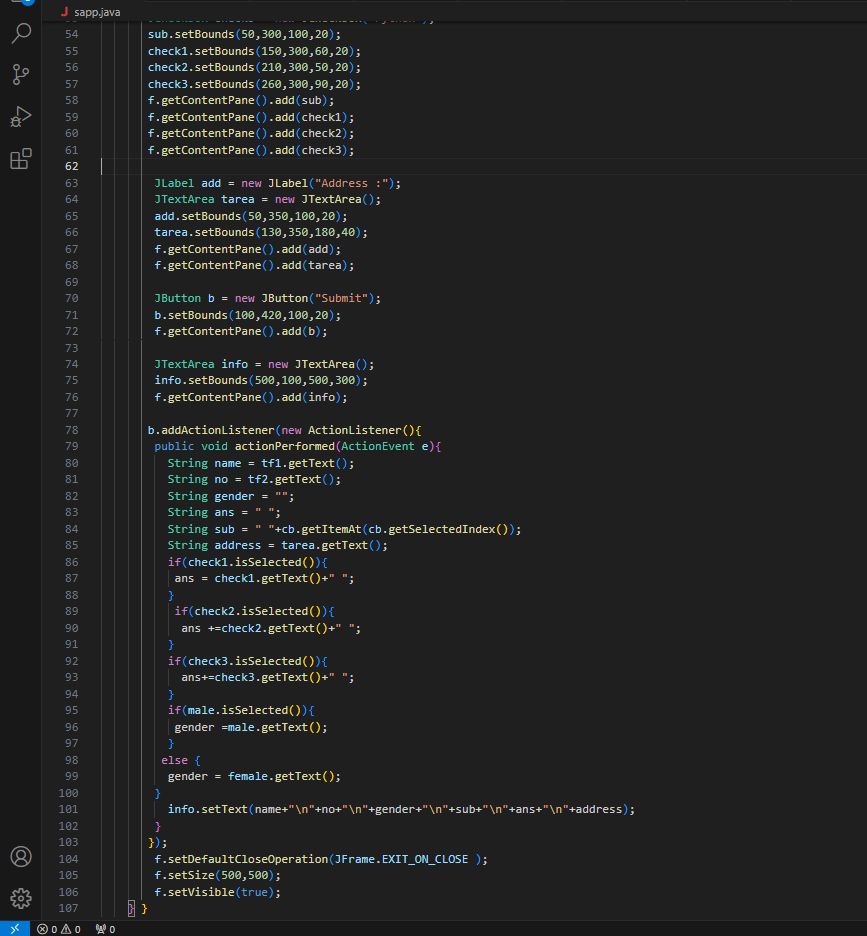 J sapp.java
54 sub.setBounds(50,300,100,20);
55 check1.setBounds(150,300,60,20);
56 check2.setBounds(210,300,50,20);
57 check3.setBounds(260,300,90,20);
58 f.getContentPane().add(sub);
59 f.getContentPane().add(check1);
60 f.getContentPane().add(check2);
61 f.getContentPane().add(check3);
62
63 JLabel add = new JLabel("Address :");
64 JTextArea tarea = new JTextArea();
65 add.setBounds(50,350,100,20);
66 tarea.setBounds(130,350,180,40);
67 f.getContentPane().add(add);
68 f.getContentPane().add(tarea);
69
70 JButton b = new JButton("Submit");
71 b.setBounds(100,420,100,20);
72 f.getContentPane().add(b);
73
74 JTextArea info = new JTextArea();
75 info.setBounds(500,100,500,300);
76 f.getContentPane().add(info);
77
78 b.addActionListener(new ActionListener(){
79 public void actionPerformed(ActionEvent e){
80 String name = tf1.getText();
81 String no = tf2.getText();
82 String gender = "";
83 String ans = " ";
84 String sub = " "+cb.getItemAt(cb.getSelectedIndex());
85 String address = tarea.getText();
86 if(check1.isSelected()){
87 ans = check1.getText()+" ";
88 }
89 if(check2.isSelected()){
90 ans +=check2.getText()+" ";
91 }
92 if(check3.isSelected()){
93 ans+=check3.getText()+" ";
94 }
95 if(male.isSelected()){
96 gender =male.getText();
97 }
98 else {
99 gender = female.getText();
100 }
101 info.setText(name+"\n"+no+"\n"+gender+"\n"+sub+"\n"+ans+"\n"+address);
102 }
103 });
104 f.setDefaultCloseOperation(JFrame.EXIT_ON_CLOSE );
105 f.setSize(500,500);
106 f.setVisible(true);
107 } }
0 0 0